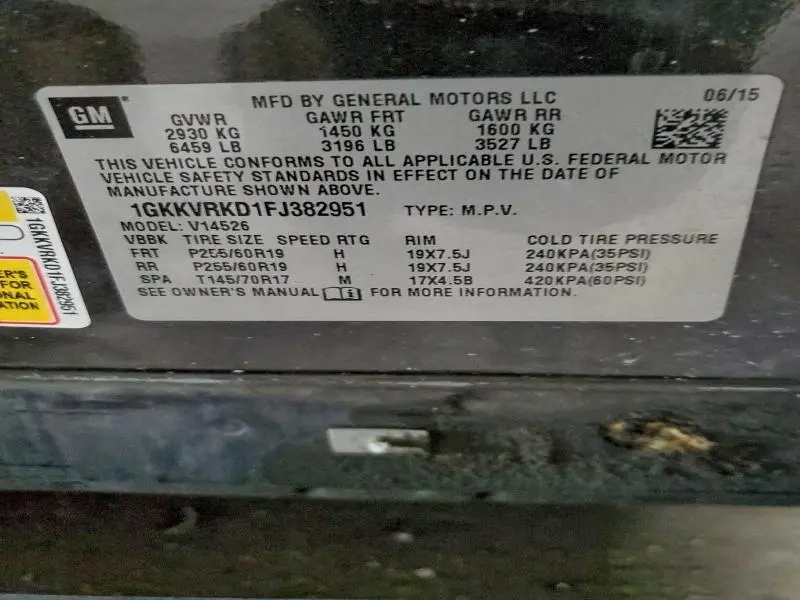 MFD BY GENERAL MOTORS LLC 06/15
GM
GVWR GAWR FRT GAWR RR
2930 KG 1450 KG 1600 KG
6459 LB 3196 LB 3527 LB
THIS VEHICLE CONFORMS TO ALL APPLICABLE U.S. FEDERAL MOTOR
VEHICLE SAFETY STANDARDS IN EFFECT ON THE DATE OF
MANUFACTURE SHOWN ABOVE.
1GKKVRKD1FJ382951 TYPE: M.P.V.
MODEL: V14526
VBBK TIRE SIZE SPEED RTG RIM COLD TIRE PRESSURE
FRT P255/60R19 H 19X7.5J 240KPA(35PSI)
RR P255/60R19 H 19X7.5J 240KPA(35PSI)
SPA T145/70R17 M 17X4.5B 420KPA(60PSI)
SEE OWNER'S MANUAL FOR MORE INFORMATION.
1GKKVRKD1FJ382951
ER'S
FOR
ONAL
ATION